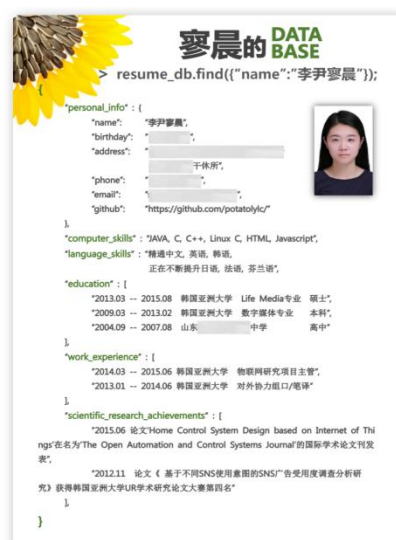 寥晨的 DATA BASE
> resume_db.find({"name":"李尹寥晨"});
{
"personal_info" : {
"name": "李尹寥晨",
"birthday": " ",
"address": "
干休所",
"phone": " ",
"email": " ",
"github": "https://github.com/potatolylc/"
},
"computer_skills" : "JAVA, C, C++, Linux C, HTML, Javascript",
"language_skills" : "精通中文, 英语, 韩语,
正在不断提升日语, 法语, 芬兰语",
"education" : [
"2013.03 -- 2015.08 韩国亚洲大学 Life Media专业 硕士",
"2009.03 -- 2013.02 韩国亚洲大学 数字媒体专业 本科",
"2004.09 -- 2007.08 山东 中学 高中"
],
"work_experience" : [
"2014.03 -- 2015.06 韩国亚洲大学 物联网研究项目主管",
"2013.01 -- 2014.06 韩国亚洲大学 对外协力组口/笔译"
],
"scientific_research_achievements" : [
"2015.06 论文'Home Control System Design based on Internet of Thi
ngs'在名为'The Open Automation and Control Systems Journal'的国际学术论文刊发
表",
"2012.11 论文《 基于不同SNS使用意图的SNS广告受用度调查分析研
究》获得韩国亚洲大学UR学术研究论文大赛第四名"
],
}